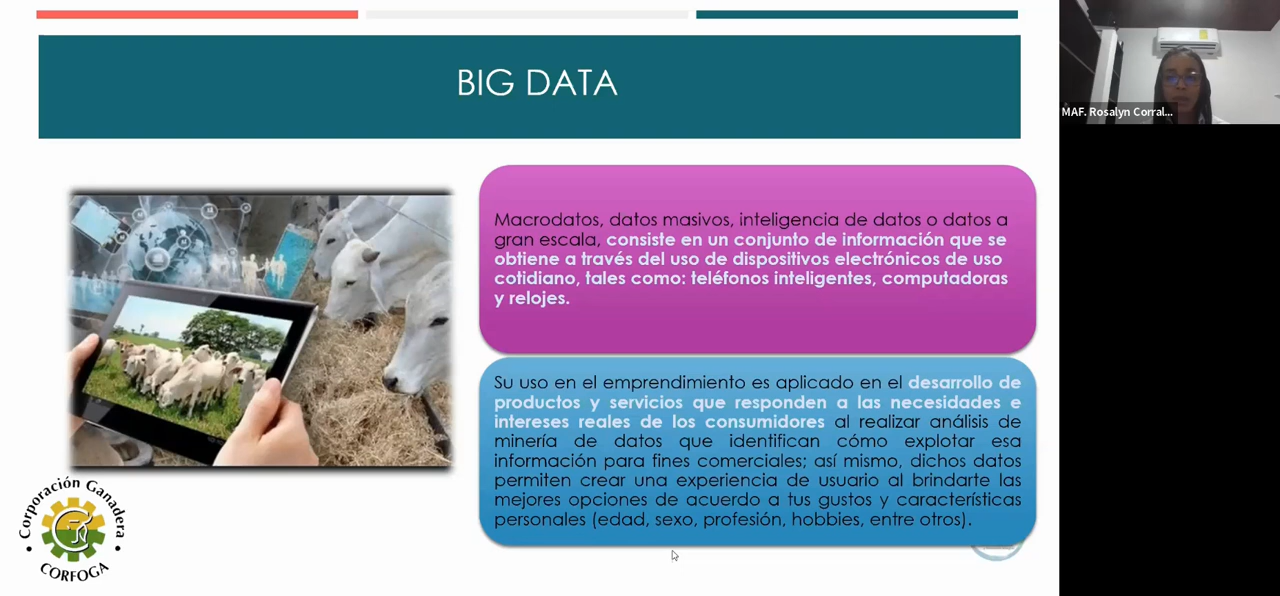 BIG DATA
MAF. Rosalyn Corral...
Macrodatos, datos masivos, inteligencia de datos o datos a
gran escala, consiste en un conjunto de información que se
obtiene a través del uso de dispositivos electrónicos de uso
cotidiano, tales como: teléfonos inteligentes, computadoras
y relojes.
Su uso en el emprendimiento es aplicado en el desarrollo de
productos y servicios que responden a las necesidades e
intereses reales de los consumidores al realizar análisis de
minería de datos que identifican cómo explotar esa
información para fines comerciales; así mismo, dichos datos
permiten crear una experiencia de usuario al brindarte las
mejores opciones de acuerdo a tus gustos y características
personales (edad, sexo, profesión, hobbies, entre otros).
Corporación Ganadera
CORFOGA